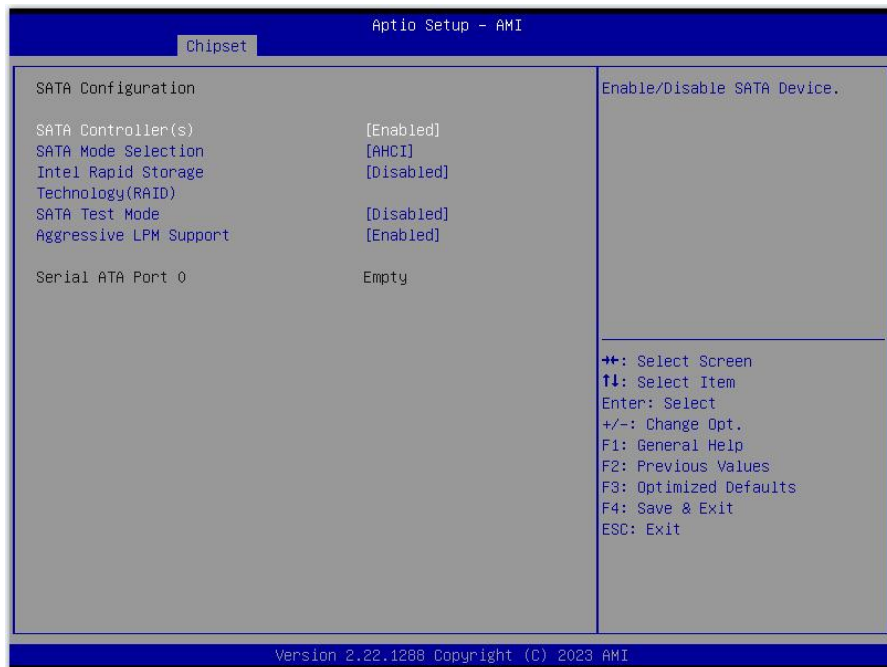 Aptio Setup – AMI
Chipset
SATA Configuration
SATA Controller(s) [Enabled]
SATA Mode Selection [AHCI]
Intel Rapid Storage [Disabled]
Technology(RAID)
SATA Test Mode [Disabled]
Aggressive LPM Support [Enabled]
Serial ATA Port 0 Empty
Enable/Disable SATA Device.
→←: Select Screen
↑↓: Select Item
Enter: Select
+/-: Change Opt.
F1: General Help
F2: Previous Values
F3: Optimized Defaults
F4: Save & Exit
ESC: Exit
Version 2.22.1288 Copyright (C) 2023 AMI